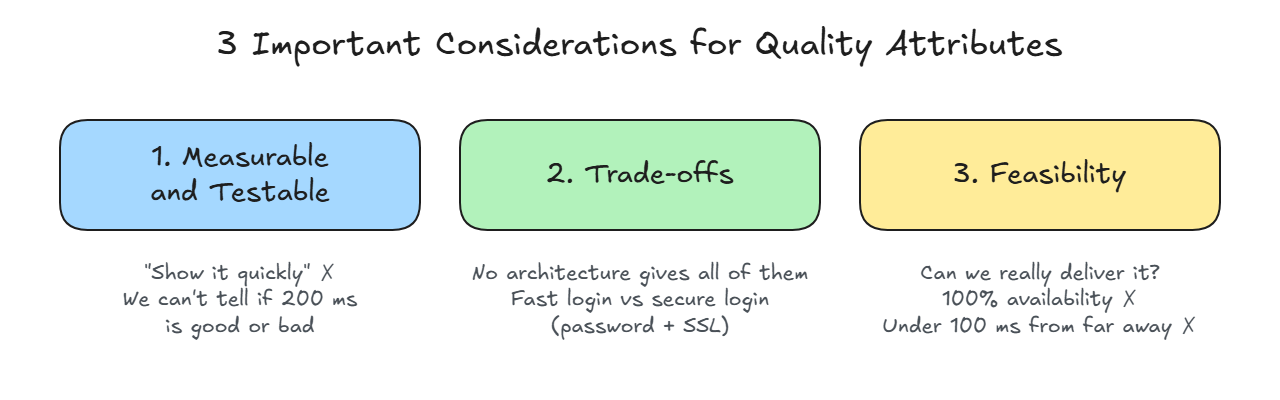 3 Important Considerations for Quality Attributes
1. Measurable
and Testable
"Show it quickly" X
We can't tell if 200 ms
is good or bad
2. Trade-offs
No architecture gives all of them
Fast login vs secure login
(password + SSL)
3. Feasibility
Can we really deliver it?
100% availability X
Under 100 ms from far away X